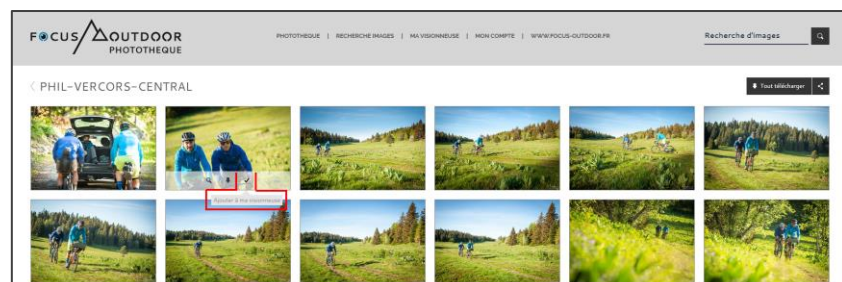 FOCUS OUTDOOR
PHOTOTHEQUE
PHOTOTHEQUE | RECHERCHE IMAGES | MA VISIONNEUSE | MON COMPTE | WWW.FOCUS-OUTDOOR.FR
Recherche d'images
PHIL-VERCORS-CENTRAL
Tout télécharger
Ajouter à ma visionneuse